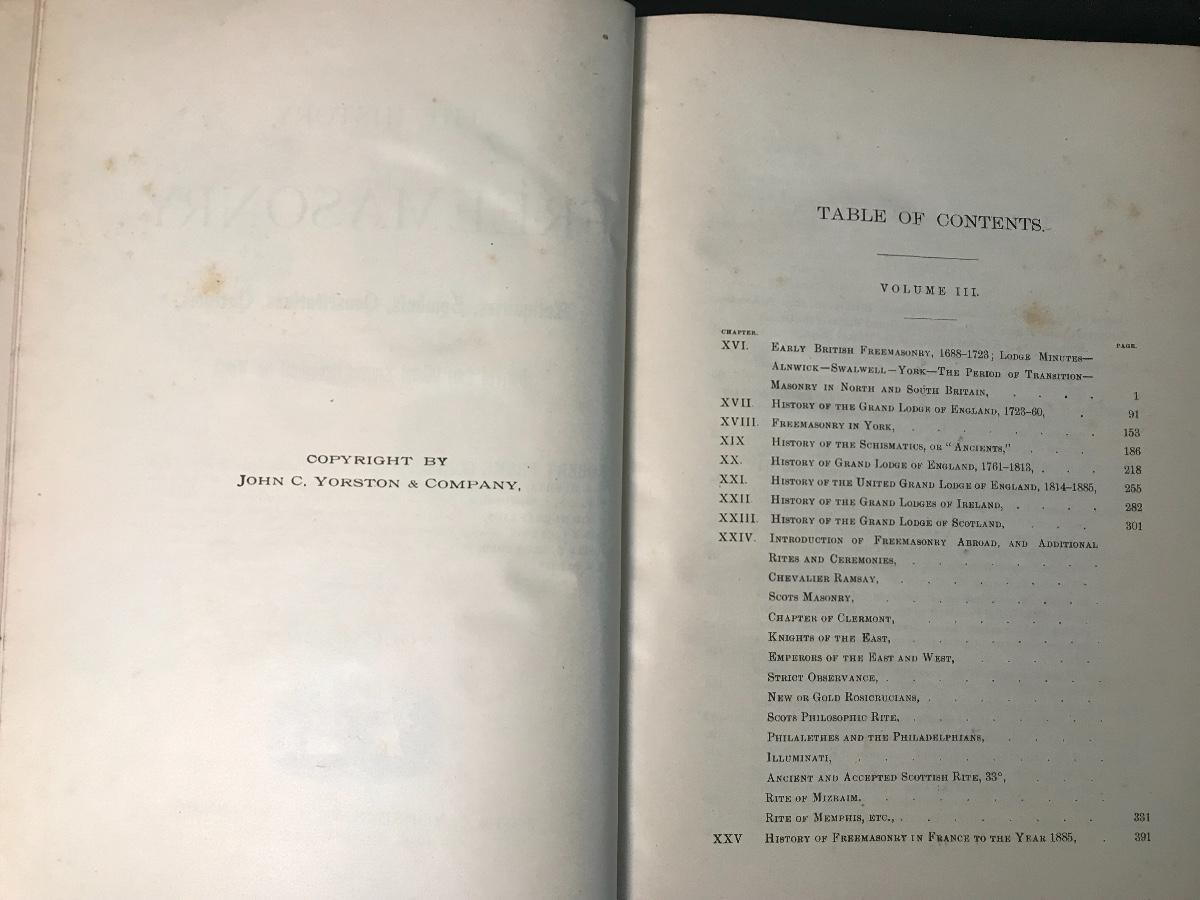 COPYRIGHT BY
JOHN C. YORSTON & COMPANY,
TABLE OF CONTENTS.
VOLUME III.
CHAPTER.
PAGE.
XVI. EARLY BRITISH FREEMASONRY, 1688–1723; LODGE MINUTES—
ALNWICK—SWALWELL—YORK—THE PERIOD OF TRANSITION—
MASONRY IN NORTH AND SOUTH BRITAIN, . . . . 1
XVII. HISTORY OF THE GRAND LODGE OF ENGLAND, 1723–60, . 91
XVIII. FREEMASONRY IN YORK, . . . . . 153
XIX HISTORY OF THE SCHISMATICS, OR "ANCIENTS," . . . 186
XX. HISTORY OF GRAND LODGE OF ENGLAND, 1761–1813, . . . 218
XXI. HISTORY OF THE UNITED GRAND LODGE OF ENGLAND, 1814–1885, 255
XXII. HISTORY OF THE GRAND LODGES OF IRELAND, . . . . 282
XXIII. HISTORY OF THE GRAND LODGE OF SCOTLAND, . . . 301
XXIV. INTRODUCTION OF FREEMASONRY ABROAD, AND ADDITIONAL
RITES AND CEREMONIES, . . . . . . .
CHEVALIER RAMSAY, . . . . . . . .
SCOTS MASONRY, . . . . . . . .
CHAPTER OF CLERMONT, . . . . . .
KNIGHTS OF THE EAST, . . . . . . .
EMPERORS OF THE EAST AND WEST, . . . . .
STRICT OBSERVANCE, . . . . . . . .
NEW OR GOLD ROSICRUCIANS, . . . . . . .
SCOTS PHILOSOPHIC RITE, . . . . . . .
PHILALETHES AND THE PHILADELPHIANS, . . . .
ILLUMINATI, . . . . . . . .
ANCIENT AND ACCEPTED SCOTTISH RITE, 33°, . . .
RITE OF MIZRAIM. . . . . . . .
RITE OF MEMPHIS, ETC., . . . . . . . . 331
XXV HISTORY OF FREEMASONRY IN FRANCE TO THE YEAR 1885, . 391